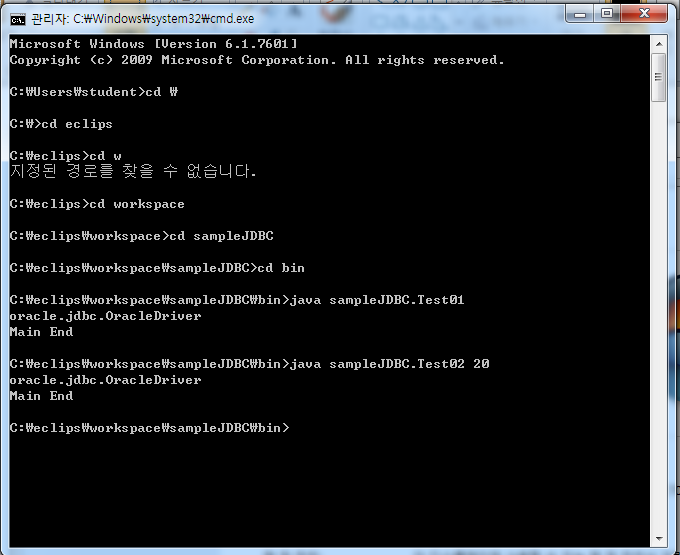 관리자: C:₩Windows₩system32₩cmd.exe
Microsoft Windows [Version 6.1.7601]
Copyright (c) 2009 Microsoft Corporation. All rights reserved.
C:₩Users₩student>cd ₩
C:₩>cd eclips
C:₩eclips>cd w
지정된 경로를 찾을 수 없습니다.
C:₩eclips>cd workspace
C:₩eclips₩workspace>cd sampleJDBC
C:₩eclips₩workspace₩sampleJDBC>cd bin
C:₩eclips₩workspace₩sampleJDBC₩bin>java sampleJDBC.Test01
oracle.jdbc.OracleDriver
Main End
C:₩eclips₩workspace₩sampleJDBC₩bin>java sampleJDBC.Test02 20
oracle.jdbc.OracleDriver
Main End
C:₩eclips₩workspace₩sampleJDBC₩bin>